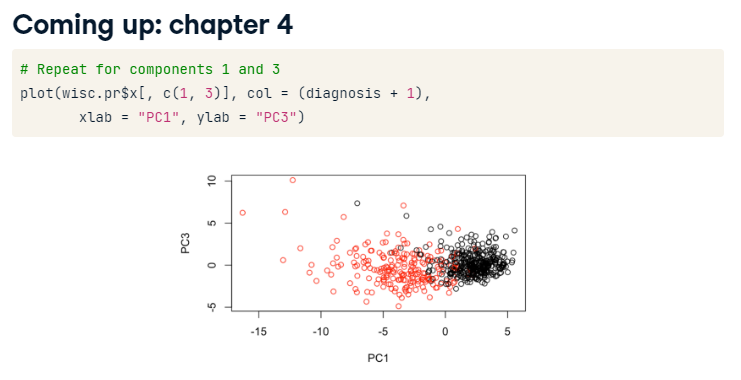 Coming up: chapter 4
# Repeat for components 1 and 3
plot(wisc.pr$x[, c(1, 3)], col = (diagnosis + 1),
xlab = "PC1", ylab = "PC3")
10
5
0
-5
PC3
-15 -10 -5 0 5
PC1